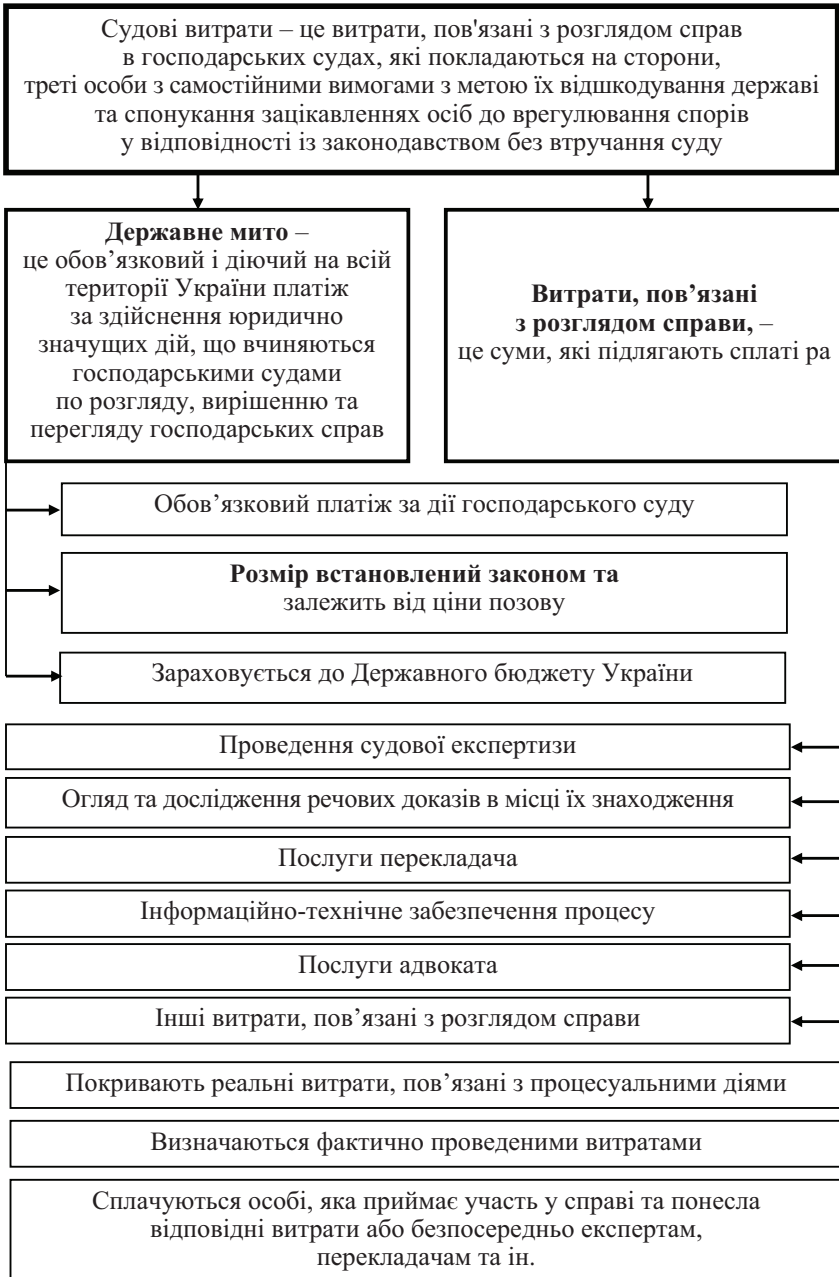 Судові витрати – це витрати, пов'язані з розглядом справ
в господарських судах, які покладаються на сторони,
треті особи з самостійними вимогами з метою їх відшкодування державі
та спонукання зацікавленнях осіб до врегулювання спорів
у відповідності із законодавством без втручання суду
Державне мито –
це обов’язковий і діючий на всій
території України платіж
за здійснення юридично
значущих дій, що вчиняються
господарськими судами
по розгляду, вирішенню та
перегляду господарських справ
Витрати, пов’язані
з розглядом справи, –
це суми, які підлягають сплаті ра
Обов’язковий платіж за дії господарського суду
Розмір встановлений законом та
залежить від ціни позову
Зараховується до Державного бюджету України
Проведення судової експертизи
Огляд та дослідження речових доказів в місці їх знаходження
Послуги перекладача
Інформаційно-технічне забезпечення процесу
Послуги адвоката
Інші витрати, пов’язані з розглядом справи
Покривають реальні витрати, пов’язані з процесуальними діями
Визначаються фактично проведеними витратами
Сплачуються особі, яка приймає участь у справі та понесла
відповідні витрати або безпосередньо експертам,
перекладачам та ін.